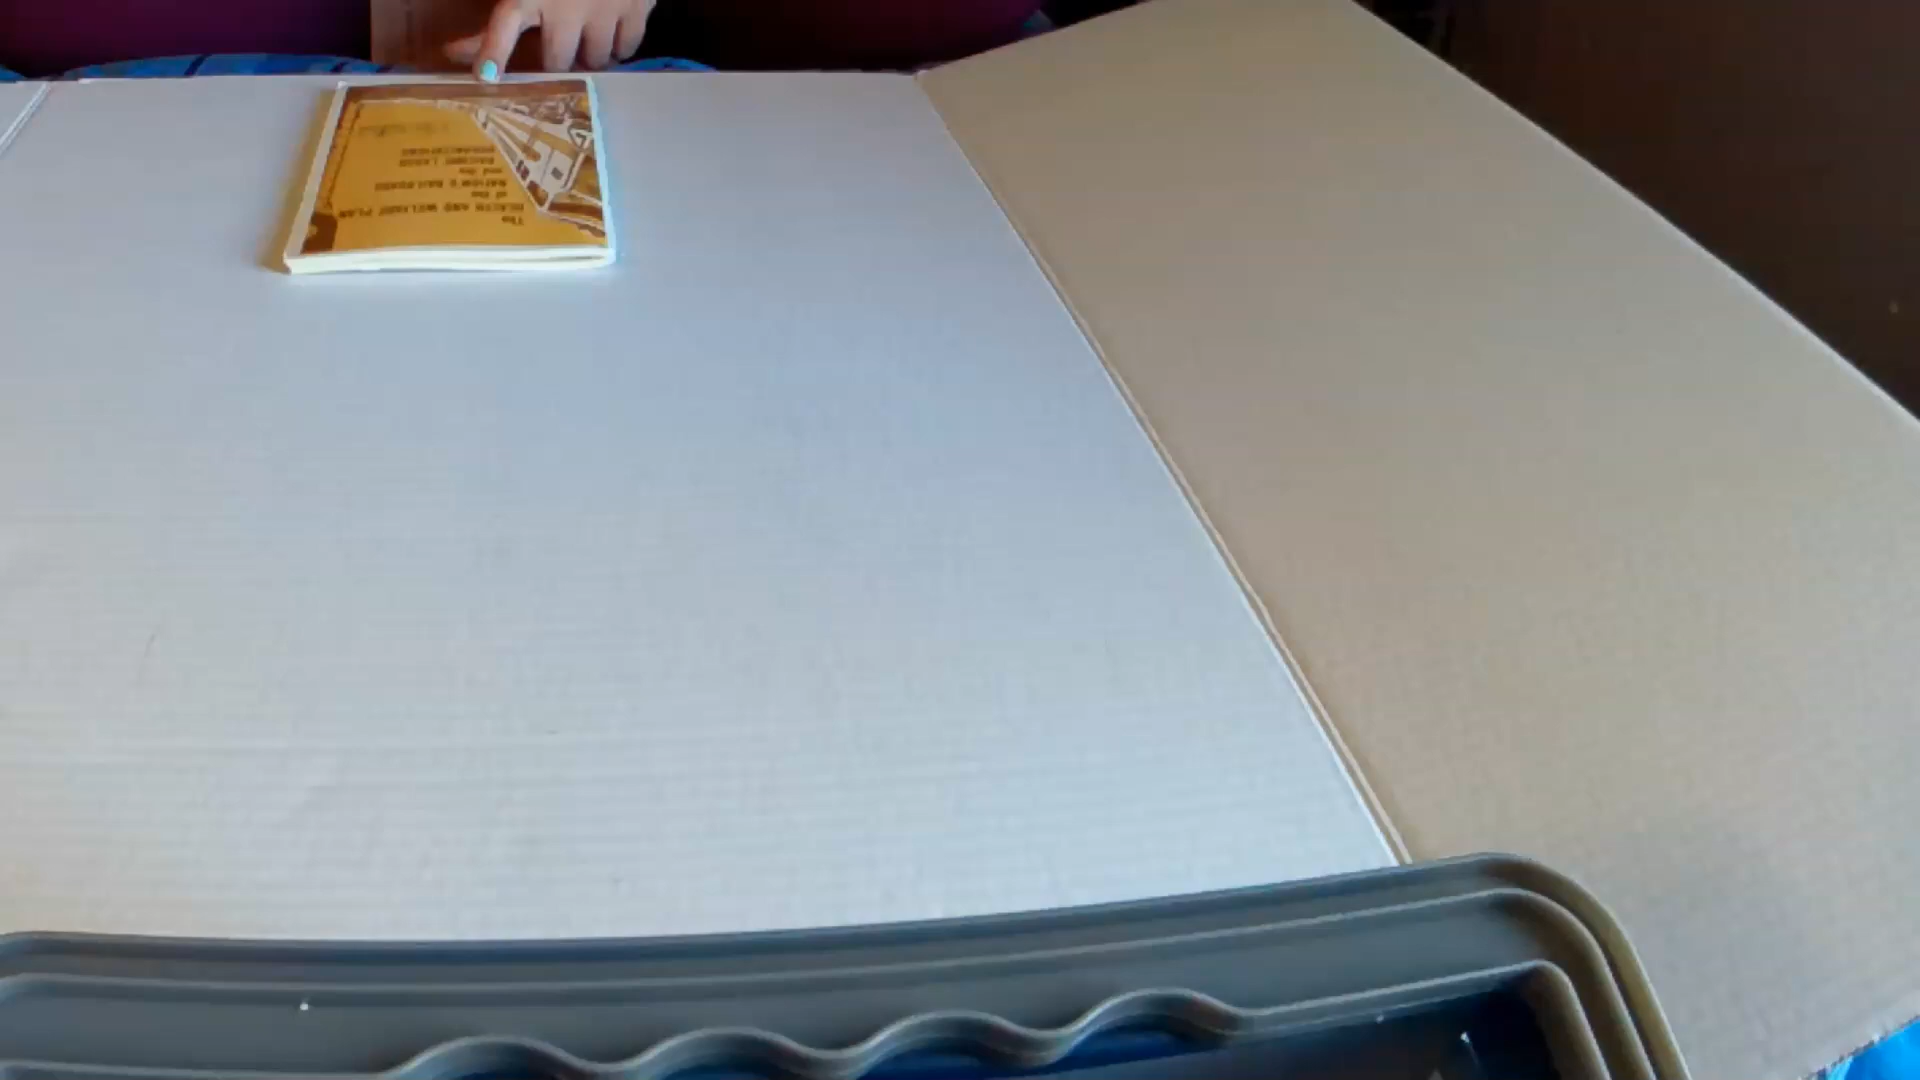 The
HEALTH AND WELFARE PLAN
of the
NATION'S RAILROADS
and the
RAILWAY LABOR
ORGANIZATIONS